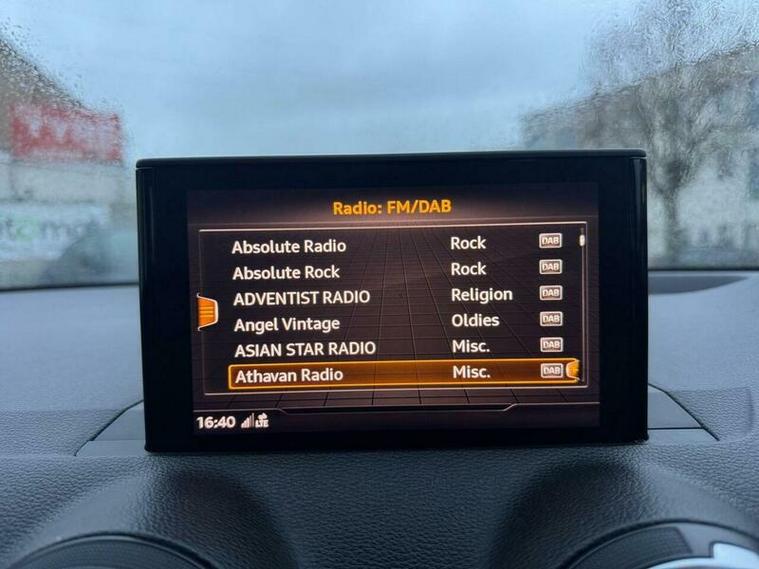 Radio: FM/DAB
Absolute Radio Rock DAB
Absolute Rock Rock DAB
ADVENTIST RADIO Religion DAB
Angel Vintage Oldies DAB
ASIAN STAR RADIO Misc. DAB
Athavan Radio Misc. DAB
16:40 LTE